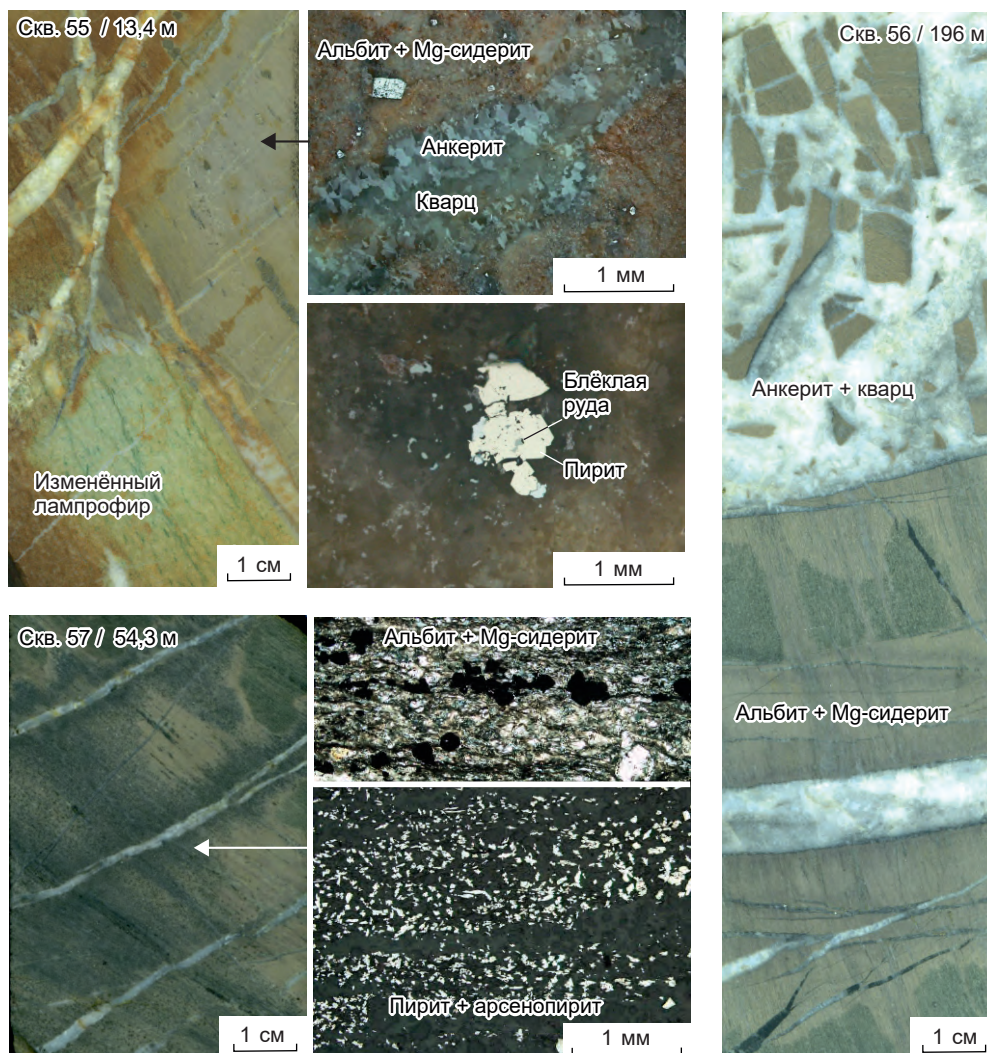 Скв. 55 / 13,4 м
Изменённый
лампрофир
1 см
Альбит + Mg-сидерит
Анкерит
Кварц
1 мм
Блёклая
руда
Пирит
1 мм
Скв. 56 / 196 м
Анкерит + кварц
Альбит + Mg-сидерит
1 см
Скв. 57 / 54,3 м
1 см
Альбит + Mg-сидерит
Пирит + арсенопирит
1 мм